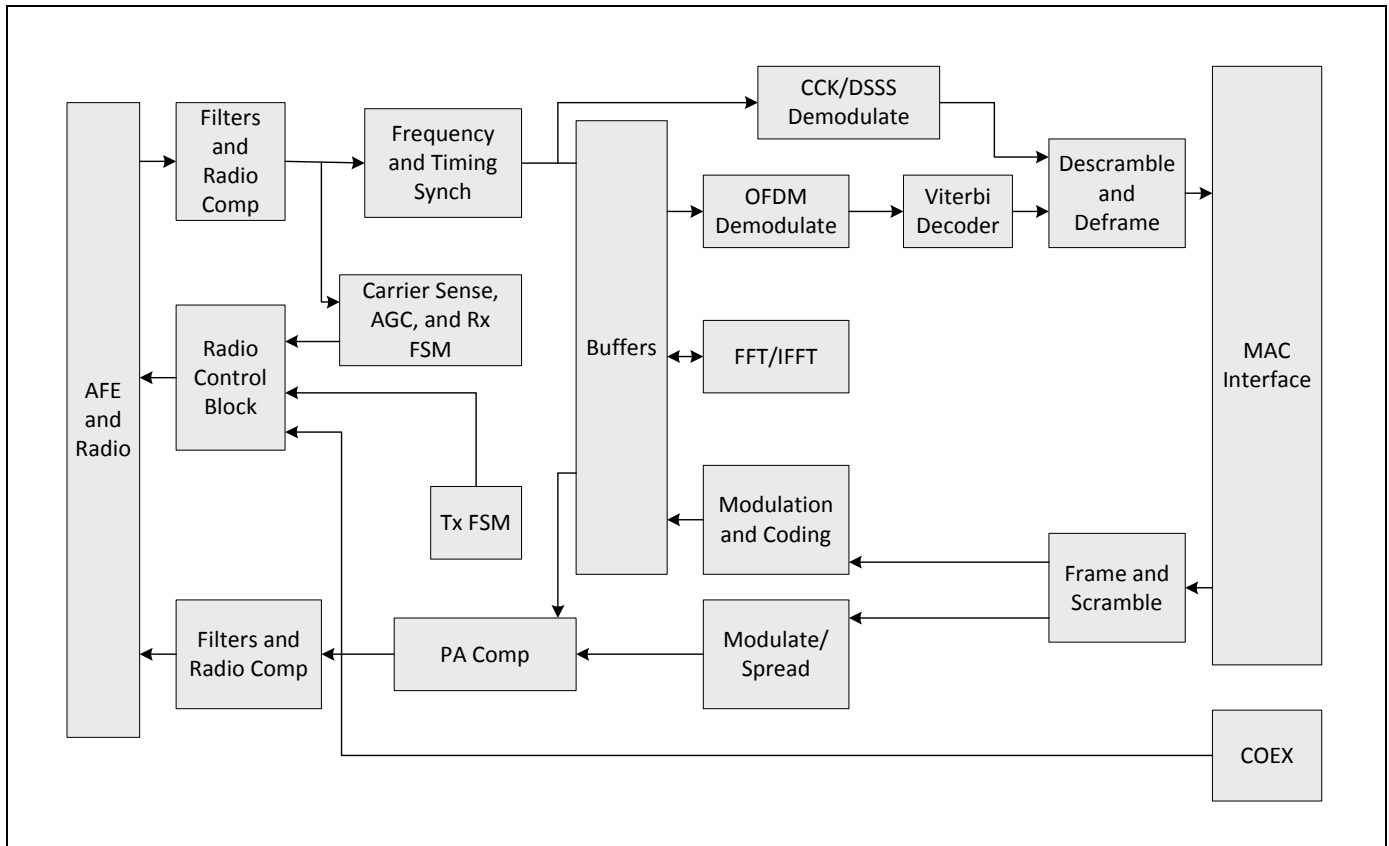 CCK/DSSS
Demodulate
Filters
and
Radio
Comp
Frequency
and Timing
Synch
Descramble
and
Deframe
OFDM
Demodulate
Viterbi
Decoder
Carrier Sense,
AGC, and Rx
FSM
Radio
Control
Block
Buffers
FFT/IFFT
MAC
Interface
AFE
and
Radio
Tx FSM
Modulation
and Coding
Frame and
Scramble
Filters and
Radio Comp
PA Comp
Modulate/
Spread
COEX